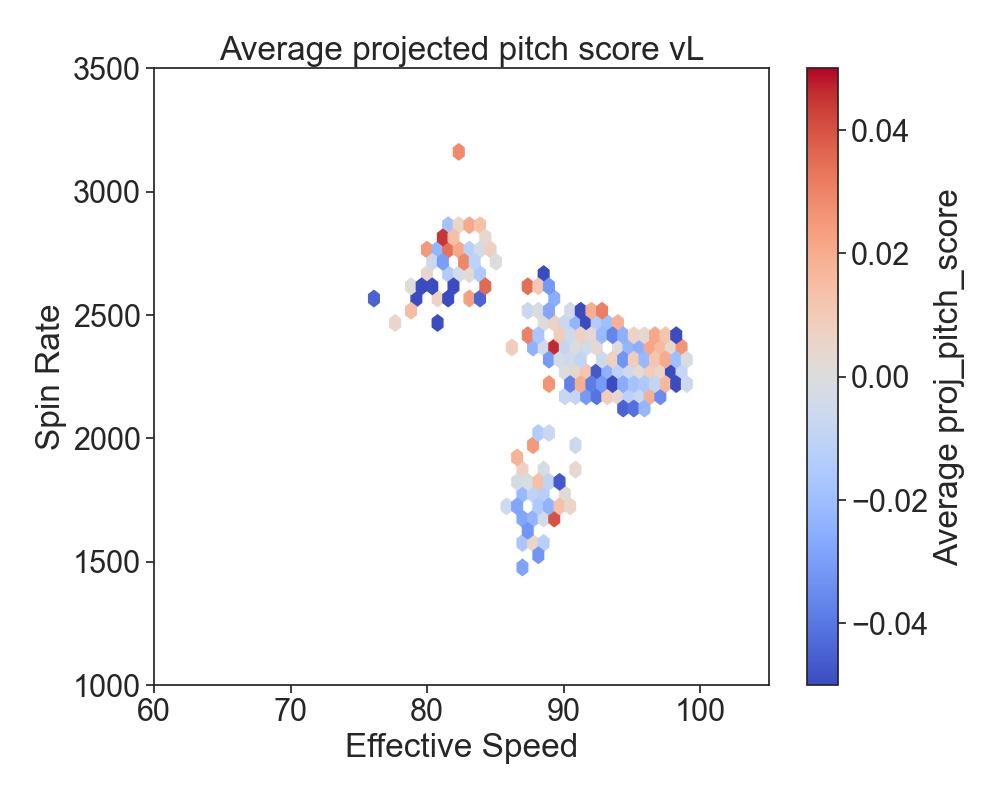 Average projected pitch score vL
3500
3000
2500
2000
1500
1000
Spin Rate
60 70 80 90 100
Effective Speed
0.04
0.02
0.00
−0.02
−0.04
Average proj_pitch_score